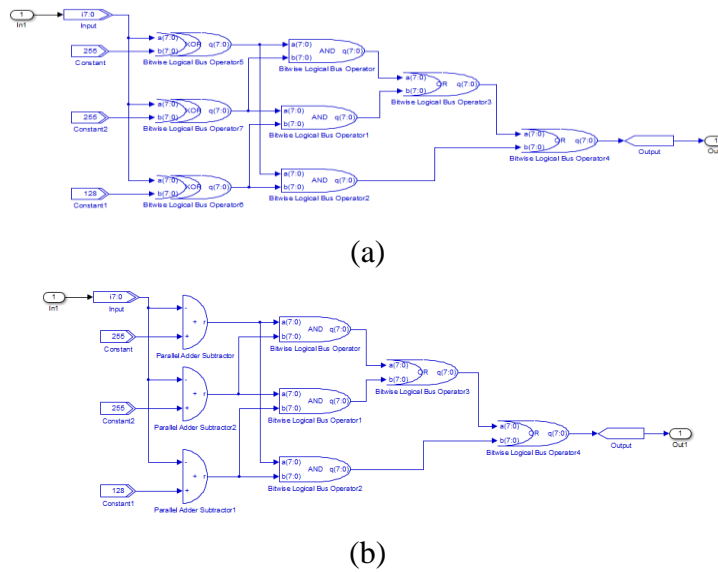 1
In1
i7:0
Input
255
Constant
a(7:0)
b(7:0)
XOR
q(7:0)
Bitwise Logical Bus Operator5
a(7:0)
b(7:0)
AND
q(7:0)
Bitwise Logical Bus Operator
255
Constant2
a(7:0)
b(7:0)
XOR
q(7:0)
Bitwise Logical Bus Operator7
a(7:0)
b(7:0)
AND
q(7:0)
Bitwise Logical Bus Operator1
a(7:0)
b(7:0)
OR
q(7:0)
Bitwise Logical Bus Operator3
128
Constant1
a(7:0)
b(7:0)
XOR
q(7:0)
Bitwise Logical Bus Operator6
a(7:0)
b(7:0)
AND
q(7:0)
Bitwise Logical Bus Operator2
a(7:0)
b(7:0)
OR
q(7:0)
Bitwise Logical Bus Operator4
Output
1
Ou
(a)
1
In1
i7:0
Input
255
Constant
-
+
+
r
Parallel Adder Subtractor
a(7:0)
b(7:0)
AND
q(7:0)
Bitwise Logical Bus Operator
255
Constant2
-
+
+
r
Parallel Adder Subtractor2
a(7:0)
b(7:0)
AND
q(7:0)
Bitwise Logical Bus Operator1
a(7:0)
b(7:0)
OR
q(7:0)
Bitwise Logical Bus Operator3
128
Constant1
-
+
+
r
Parallel Adder Subtractor1
a(7:0)
b(7:0)
AND
q(7:0)
Bitwise Logical Bus Operator2
a(7:0)
b(7:0)
OR
q(7:0)
Bitwise Logical Bus Operator4
Output
1
Out1
(b)